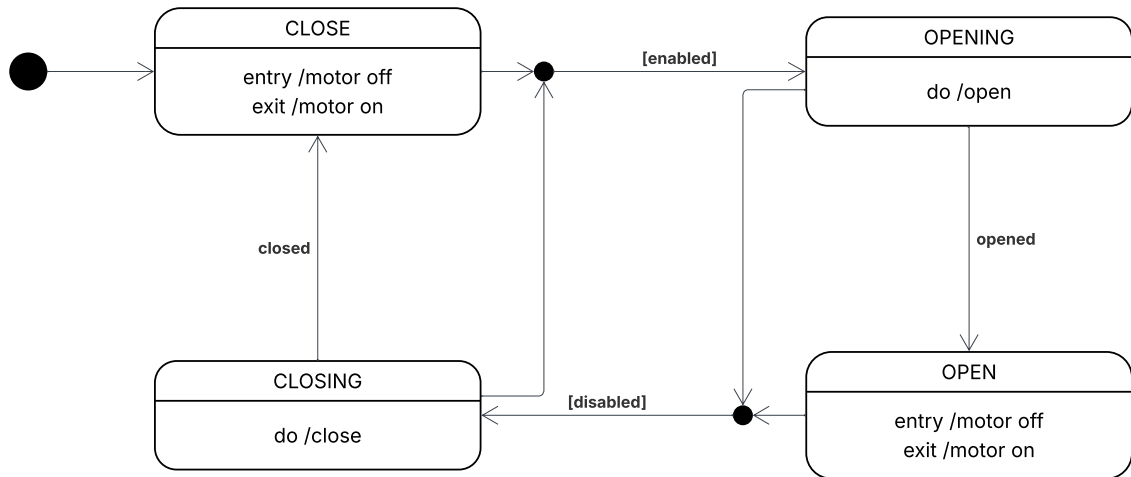 CLOSE
entry /motor off
exit /motor on
[enabled]
OPENING
do /open
closed
opened
CLOSING
do /close
[disabled]
OPEN
entry /motor off
exit /motor on